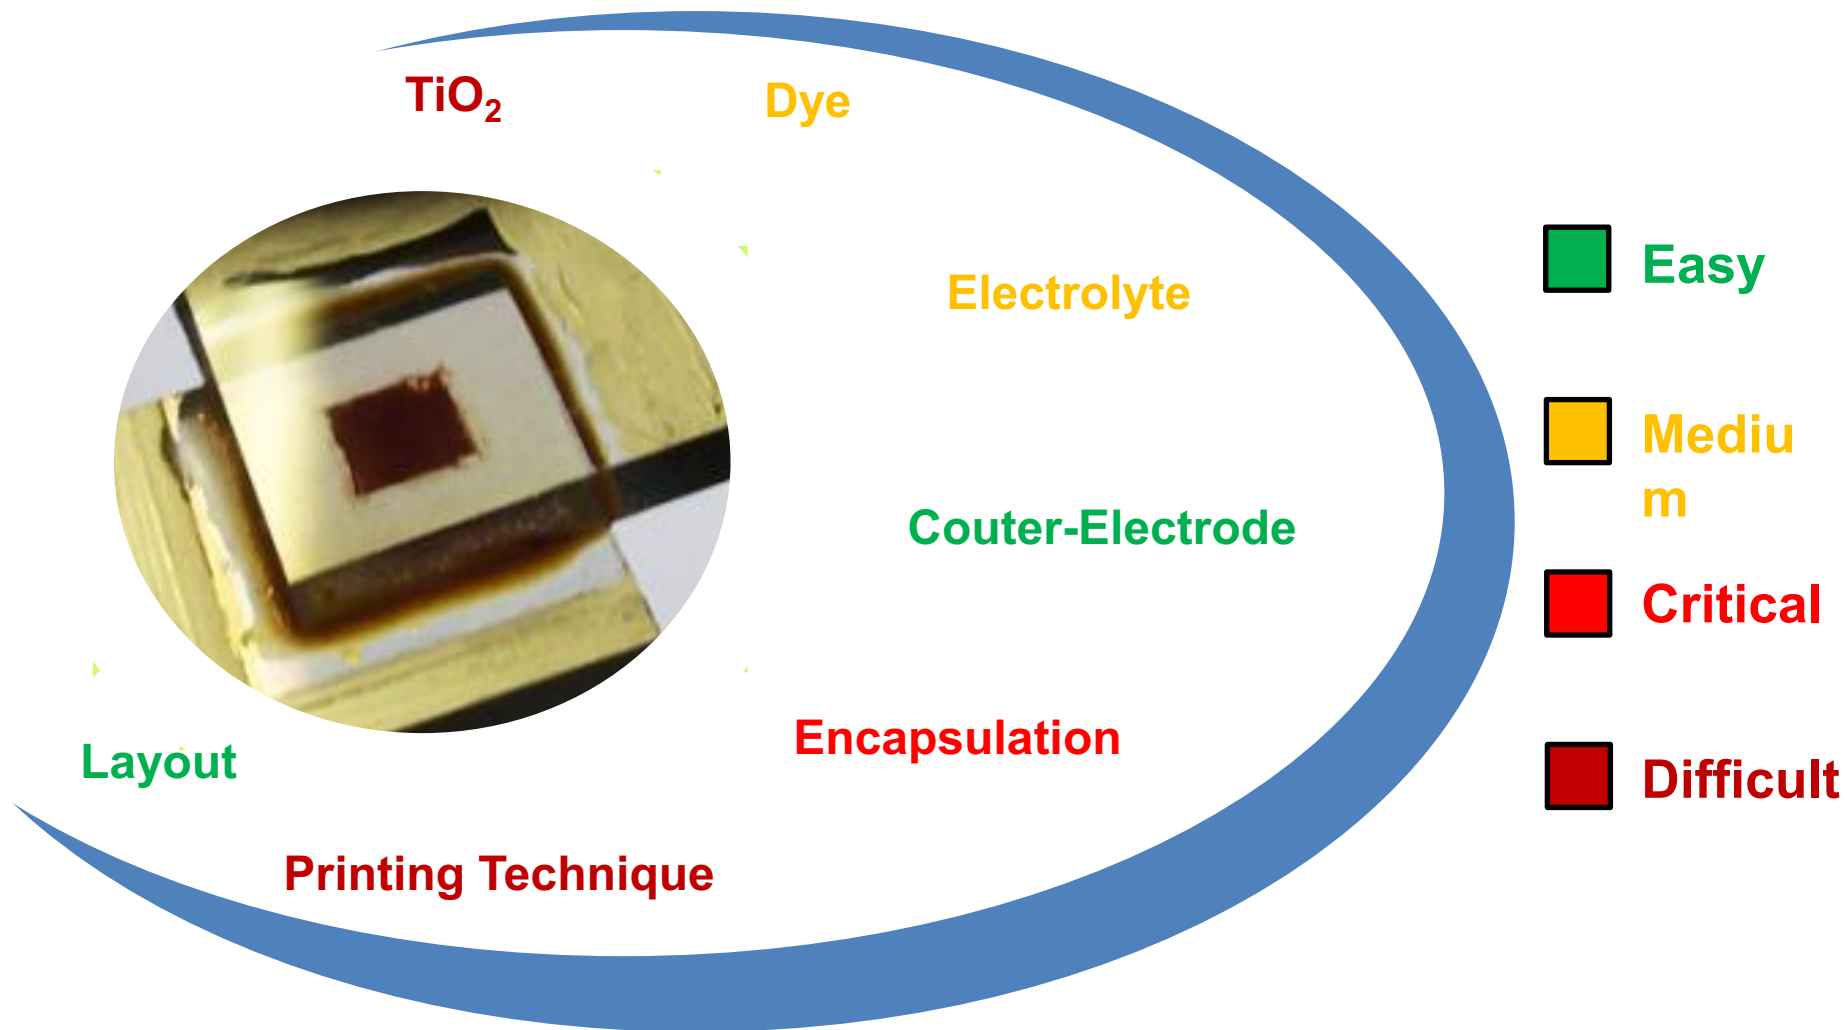 TiO₂
Dye
Electrolyte
Couter-Electrode
Encapsulation
Layout
Printing Technique
Easy
Mediu
m
Critical
Difficult